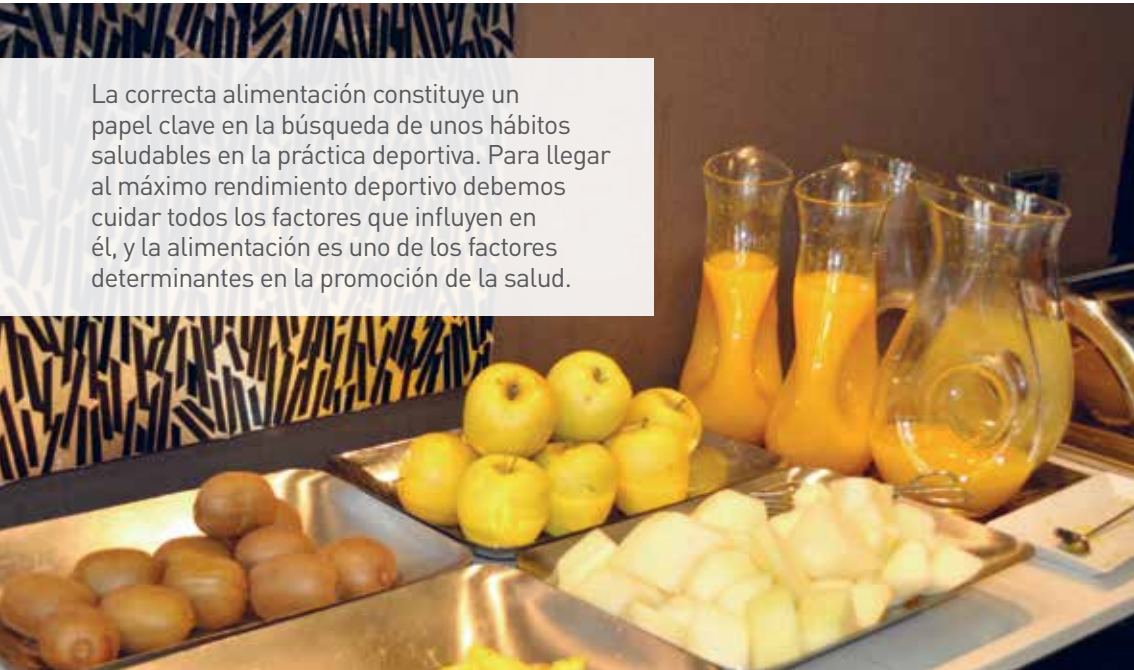 La correcta alimentación constituye un
papel clave en la búsqueda de unos hábitos
saludables en la práctica deportiva. Para llegar
al máximo rendimiento deportivo debemos
cuidar todos los factores que influyen en
él, y la alimentación es uno de los factores
determinantes en la promoción de la salud.